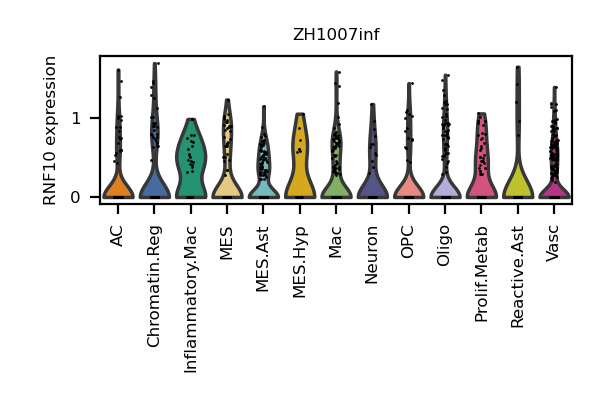 ZH1007inf
RNF10 expression
1
0
AC
Chromatin.Reg
Inflammatory.Mac
MES
MES.Ast
MES.Hyp
Mac
Neuron
OPC
Oligo
Prolif.Metab
Reactive.Ast
Vasc